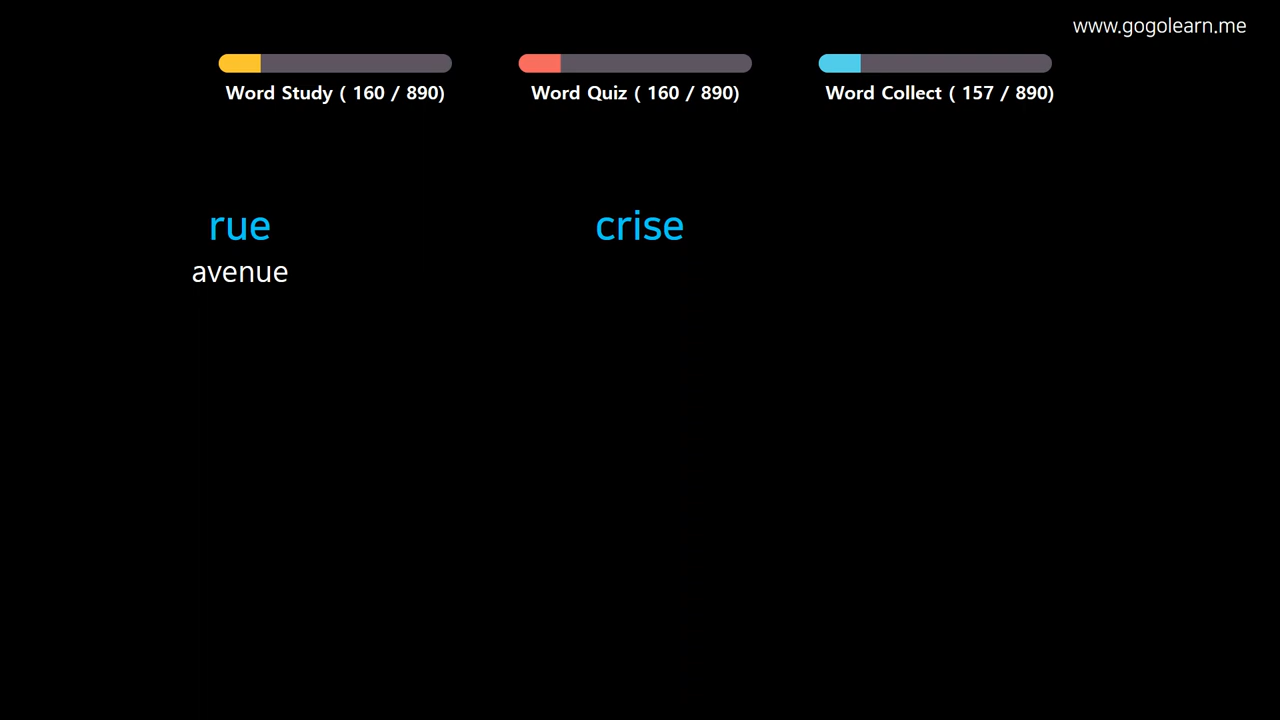 www.gogolearn.me
Word Study ( 160 / 890)
Word Quiz ( 160 / 890)
Word Collect ( 157 / 890)
rue
crise
avenue